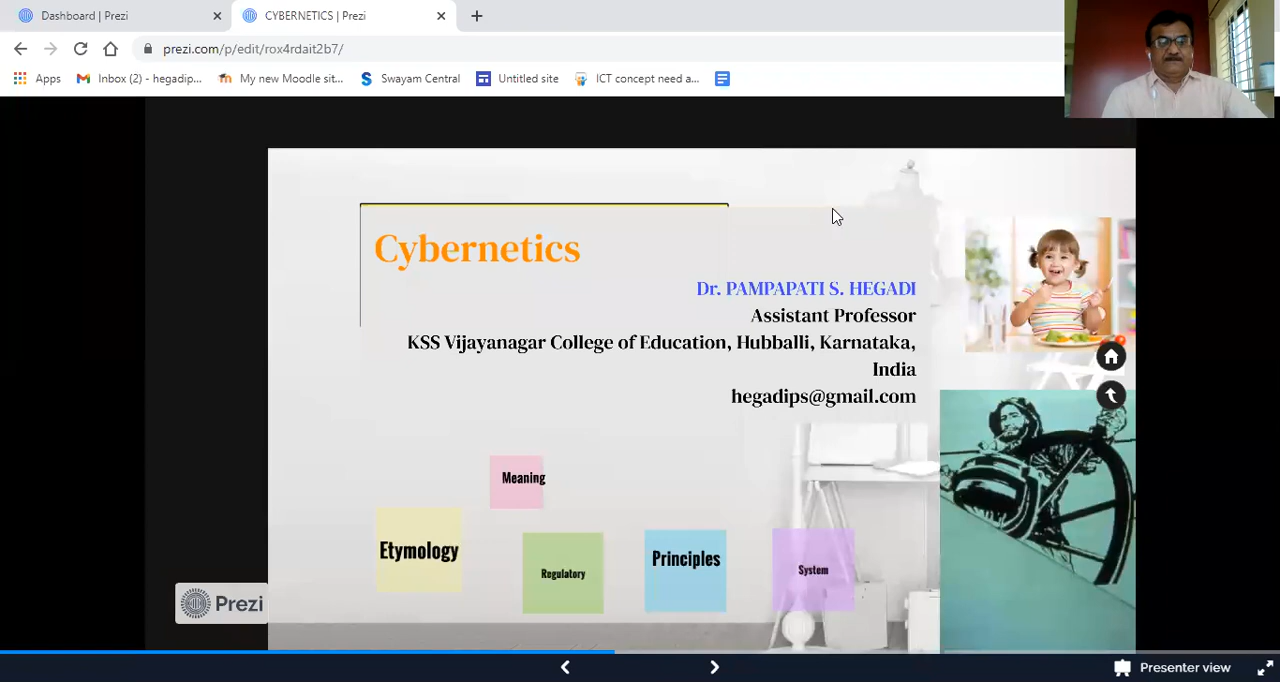 Dashboard | Prezi
CYBERNETICS | Prezi
prezi.com/p/edit/rox4rdait2b7/
Apps
Inbox (2) - hegadip...
My new Moodle sit...
Swayam Central
Untitled site
ICT concept need a...
Cybernetics
Dr. PAMPAPATI S. HEGADI
Assistant Professor
KSS Vijayanagar College of Education, Hubballi, Karnataka,
India
hegadips@gmail.com
Meaning
Etymology
Regulatory
Principles
System
Prezi
Presenter view